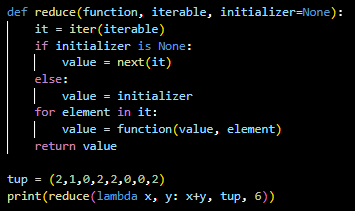 def reduce(function, iterable, initializer=None):
    it = iter(iterable)
    if initializer is None:
        value = next(it)
    else:
        value = initializer
    for element in it:
        value = function(value, element)
    return value

tup = (2,1,0,2,2,0,0,2)
print(reduce(lambda x, y: x+y, tup, 6))